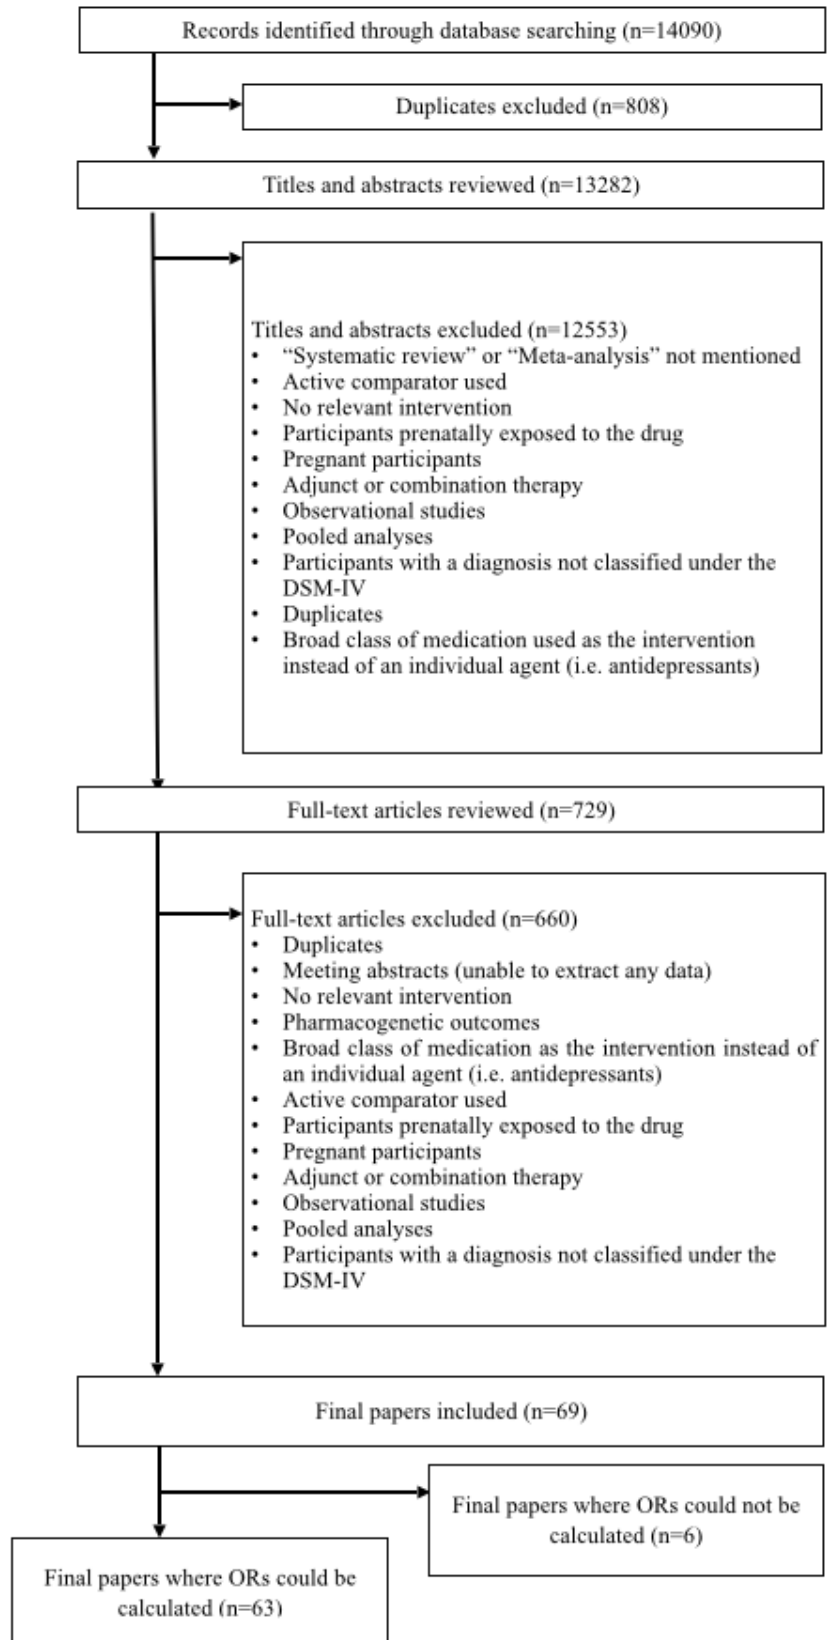 Records identified through database searching (n=14090)
Duplicates excluded (n=808)
Titles and abstracts reviewed (n=13282)
Titles and abstracts excluded (n=12553)
• “Systematic review” or “Meta-analysis” not mentioned
• Active comparator used
• No relevant intervention
• Participants prenatally exposed to the drug
• Pregnant participants
• Adjunct or combination therapy
• Observational studies
• Pooled analyses
• Participants with a diagnosis not classified under the
DSM-IV
• Duplicates
• Broad class of medication used as the intervention
instead of an individual agent (i.e. antidepressants)
Full-text articles reviewed (n=729)
Full-text articles excluded (n=660)
• Duplicates
• Meeting abstracts (unable to extract any data)
• No relevant intervention
• Pharmacogenetic outcomes
• Broad class of medication as the intervention instead of
an individual agent (i.e. antidepressants)
• Active comparator used
• Participants prenatally exposed to the drug
• Pregnant participants
• Adjunct or combination therapy
• Observational studies
• Pooled analyses
• Participants with a diagnosis not classified under the
DSM-IV
Final papers included (n=69)
Final papers where ORs could not be
calculated (n=6)
Final papers where ORs could be
calculated (n=63)